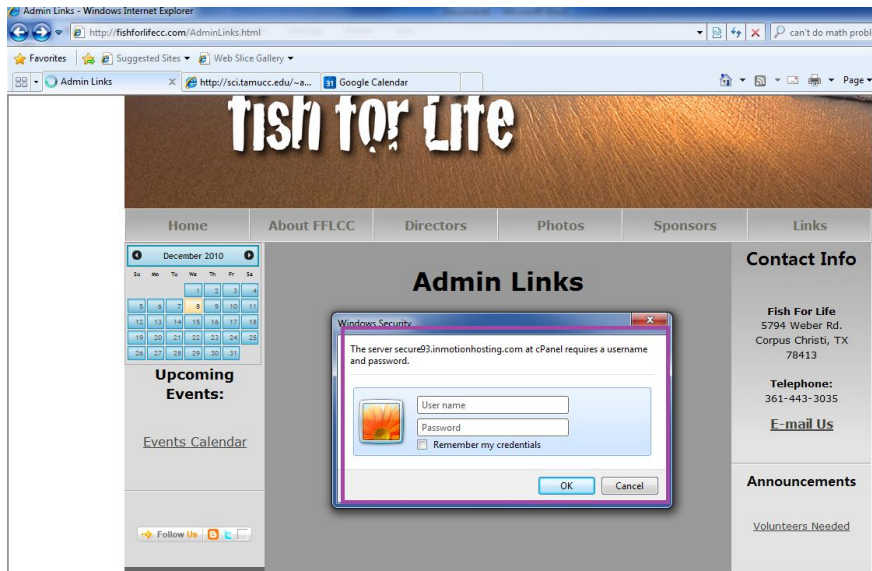 Admin Links - Windows Internet Explorer
http://fishforlifecc.com/AdminLinks.html
can't do math probl
Favorites
Suggested Sites
Web Slice Gallery
Admin Links
http://sci.tamucc.edu/~a...
31 Google Calendar
Page
fish for Life
Home About FFLCC Directors Photos Sponsors Links
December 2010
Su Mo Tu We Th Fr Sa
1 2 3 4
5 6 7 8 9 10 11
12 13 14 15 16 17 18
19 20 21 22 23 24 25
26 27 28 29 30 31
Upcoming
Events:
Events Calendar
Follow Us
Admin Links
Windows Security
The server secure93.inmotionhosting.com at cPanel requires a username
and password.
User name
Password
Remember my credentials
OK Cancel
Contact Info
Fish For Life
5794 Weber Rd.
Corpus Christi, TX
78413
Telephone:
361-443-3035
E-mail Us
Announcements
Volunteers Needed